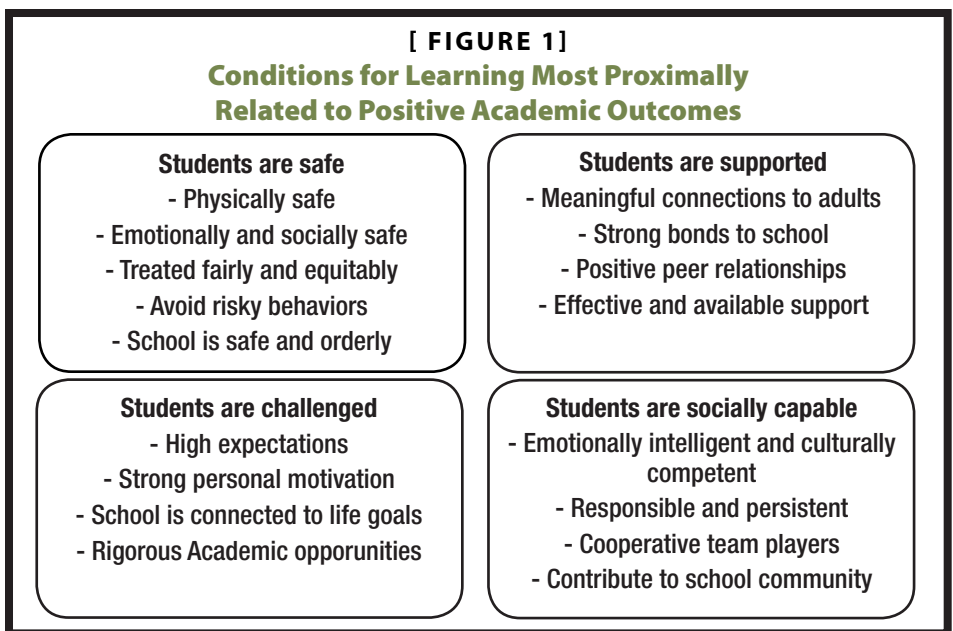 [ FIGURE 1]
Conditions for Learning Most Proximally
Related to Positive Academic Outcomes
Students are safe
- Physically safe
- Emotionally and socially safe
- Treated fairly and equitably
- Avoid risky behaviors
- School is safe and orderly
Students are supported
- Meaningful connections to adults
- Strong bonds to school
- Positive peer relationships
- Effective and available support
Students are challenged
- High expectations
- Strong personal motivation
- School is connected to life goals
- Rigorous Academic opporunities
Students are socially capable
- Emotionally intelligent and culturally
competent
- Responsible and persistent
- Cooperative team players
- Contribute to school community